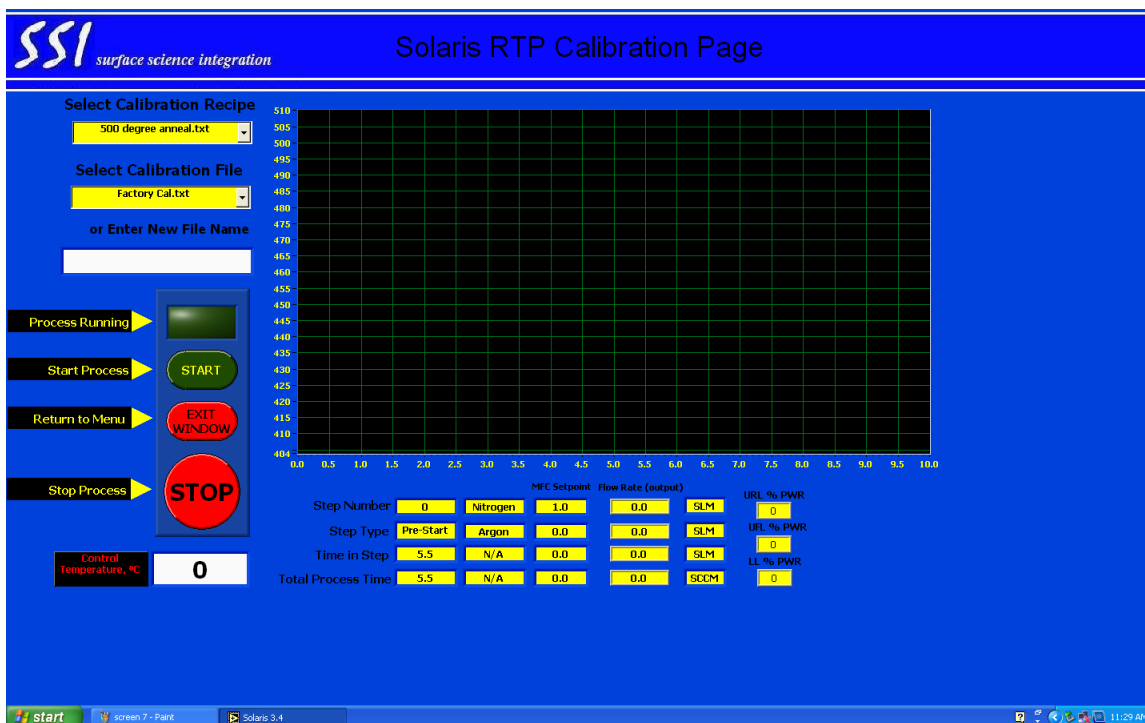 SSI surface science integration
Solaris RTP Calibration Page
Select Calibration Recipe
500 degree anneal.txt
Select Calibration File
Factory Cal.txt
or Enter New File Name
Process Running
Start Process
START
Return to Menu
EXIT
WINDOW
Stop Process
STOP
Control
Temperature, ºC
0
510
505
500
495
490
485
480
475
470
465
460
455
450
445
440
435
430
425
420
415
410
404
0.0 0.5 1.0 1.5 2.0 2.5 3.0 3.5 4.0 4.5 5.0 5.5 6.0 6.5 7.0 7.5 8.0 8.5 9.0 9.5 10.0
MFC Setpoint Flow Rate (output)
Step Number 0 Nitrogen 1.0 0.0 SLM
Step Type Pre-Start Argon 0.0 0.0 SLM
Time in Step 5.5 N/A 0.0 0.0 SLM
Total Process Time 5.5 N/A 0.0 0.0 SCCM
URL % PWR
0
UFL % PWR
0
LL % PWR
0
start
screen 7 - Paint
Solaris 3.4
11:29 AM